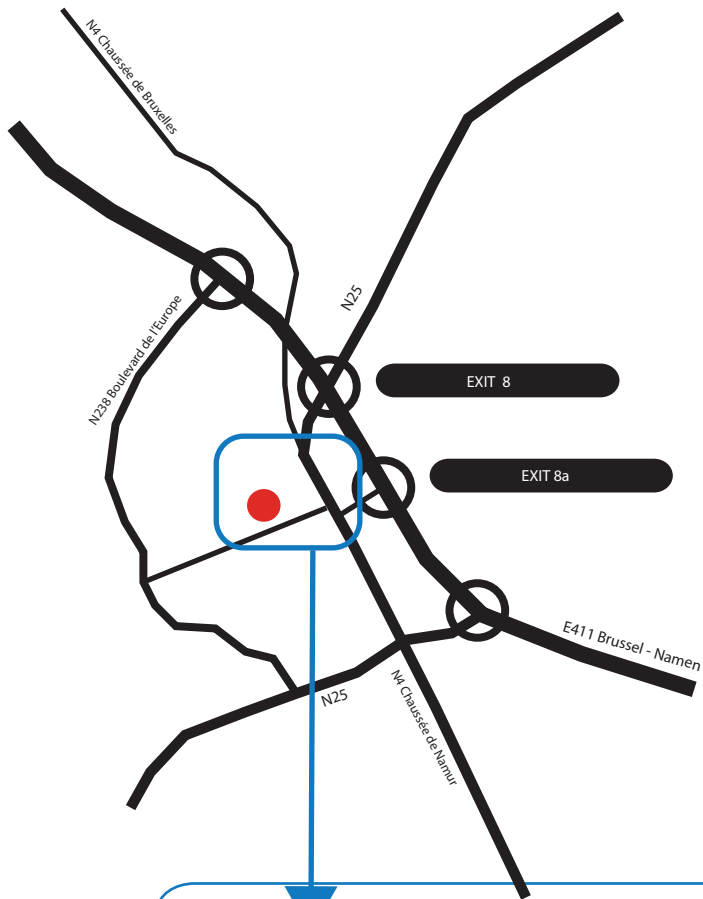 N4 Chaussée de Bruxelles
N25
N238 Boulevard de l'Europe
EXIT 8
EXIT 8a
E411 Brussel - Namen
N25
N4 Chaussée de Namur